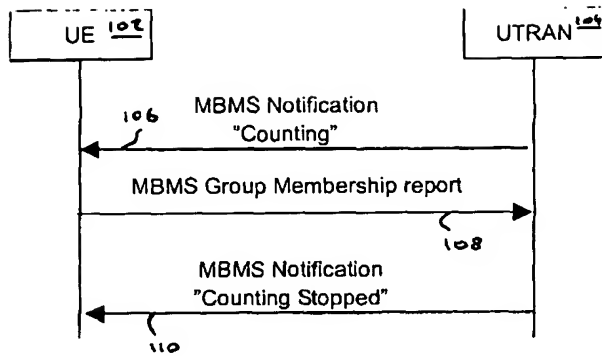 UE 102
UTRAN 104
MBMS Notification
106
"Counting"
MBMS Group Membership report
108
MBMS Notification
"Counting Stopped"
110